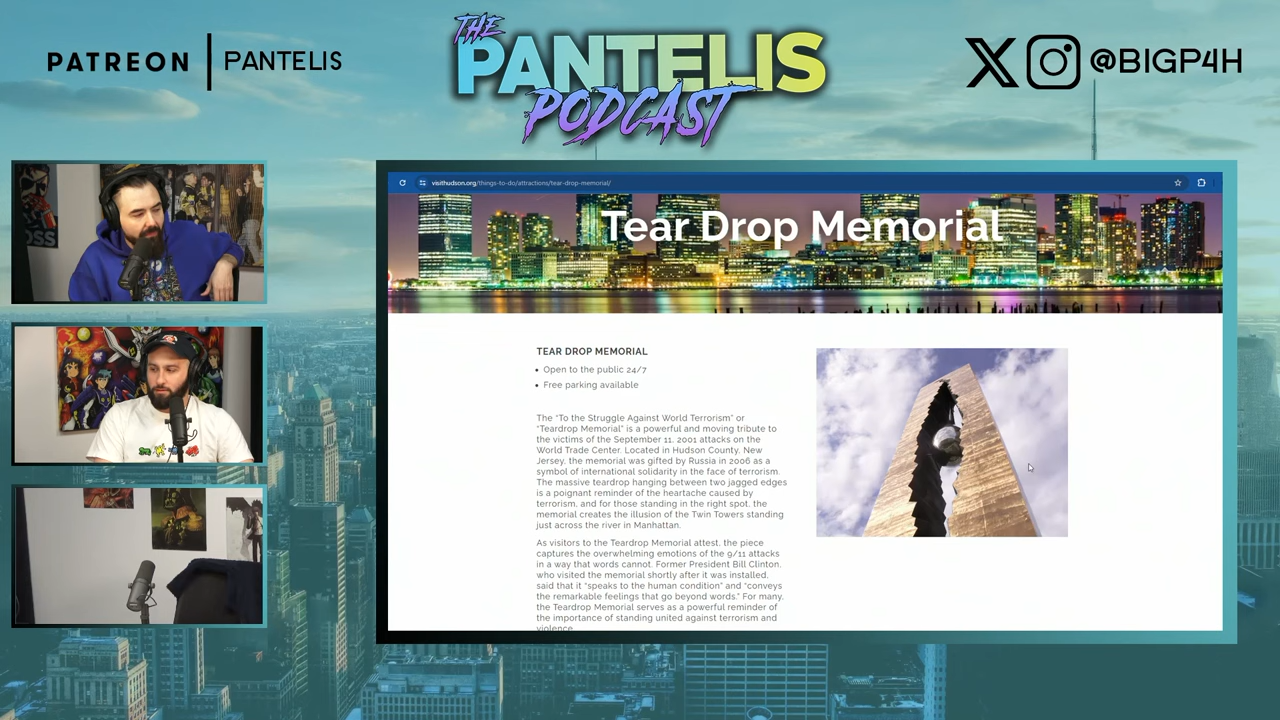 PATREON | PANTELIS
THE
PANTELIS
PODCAST
@BIGP4H
OSS
visithudson.org/things-to-do/attractions/tear-drop-memorial/
Tear Drop Memorial
TEAR DROP MEMORIAL
• Open to the public 24/7
• Free parking available
The “To the Struggle Against World Terrorism” or
“Teardrop Memorial” is a powerful and moving tribute to
the victims of the September 11, 2001 attacks on the
World Trade Center. Located in Hudson County, New
Jersey, the memorial was gifted by Russia in 2006 as a
symbol of international solidarity in the face of terrorism.
The massive teardrop hanging between two jagged edges
is a poignant reminder of the heartache caused by
terrorism, and for those standing in the right spot, the
memorial creates the illusion of the Twin Towers standing
just across the river in Manhattan.
As visitors to the Teardrop Memorial attest, the piece
captures the overwhelming emotions of the 9/11 attacks
in a way that words cannot. Former President Bill Clinton,
who visited the memorial shortly after it was installed,
said that it “speaks to the human condition” and “conveys
the remarkable feelings that go beyond words.” For many,
the Teardrop Memorial serves as a powerful reminder of
the importance of standing united against terrorism and
violence.